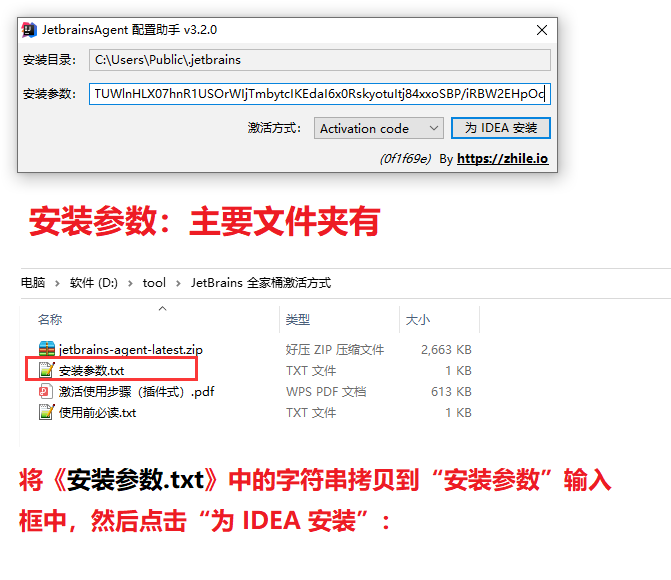 JetbrainsAgent 配置助手 v3.2.0
安装目录： C:\Users\Public\.jetbrains
安装参数： TUWlnHLX07hnR1USOrWIjTmbytcIKEdaI6x0RskyotuItj84xxoSBP/iRBW2EHpOc
激活方式： Activation code 为 IDEA 安装
(0f1f69e) By https://zhile.io
安装参数：主要文件夹有
电脑 › 软件 (D:) › tool › JetBrains 全家桶激活方式
名称 类型 大小
jetbrains-agent-latest.zip 好压 ZIP 压缩文件 2,663 KB
安装参数.txt TXT 文件 1 KB
激活使用步骤（插件式）.pdf WPS PDF 文档 613 KB
使用前必读.txt TXT 文件 1 KB
将《安装参数.txt》中的字符串拷贝到“安装参数”输入
框中，然后点击“为 IDEA 安装”：